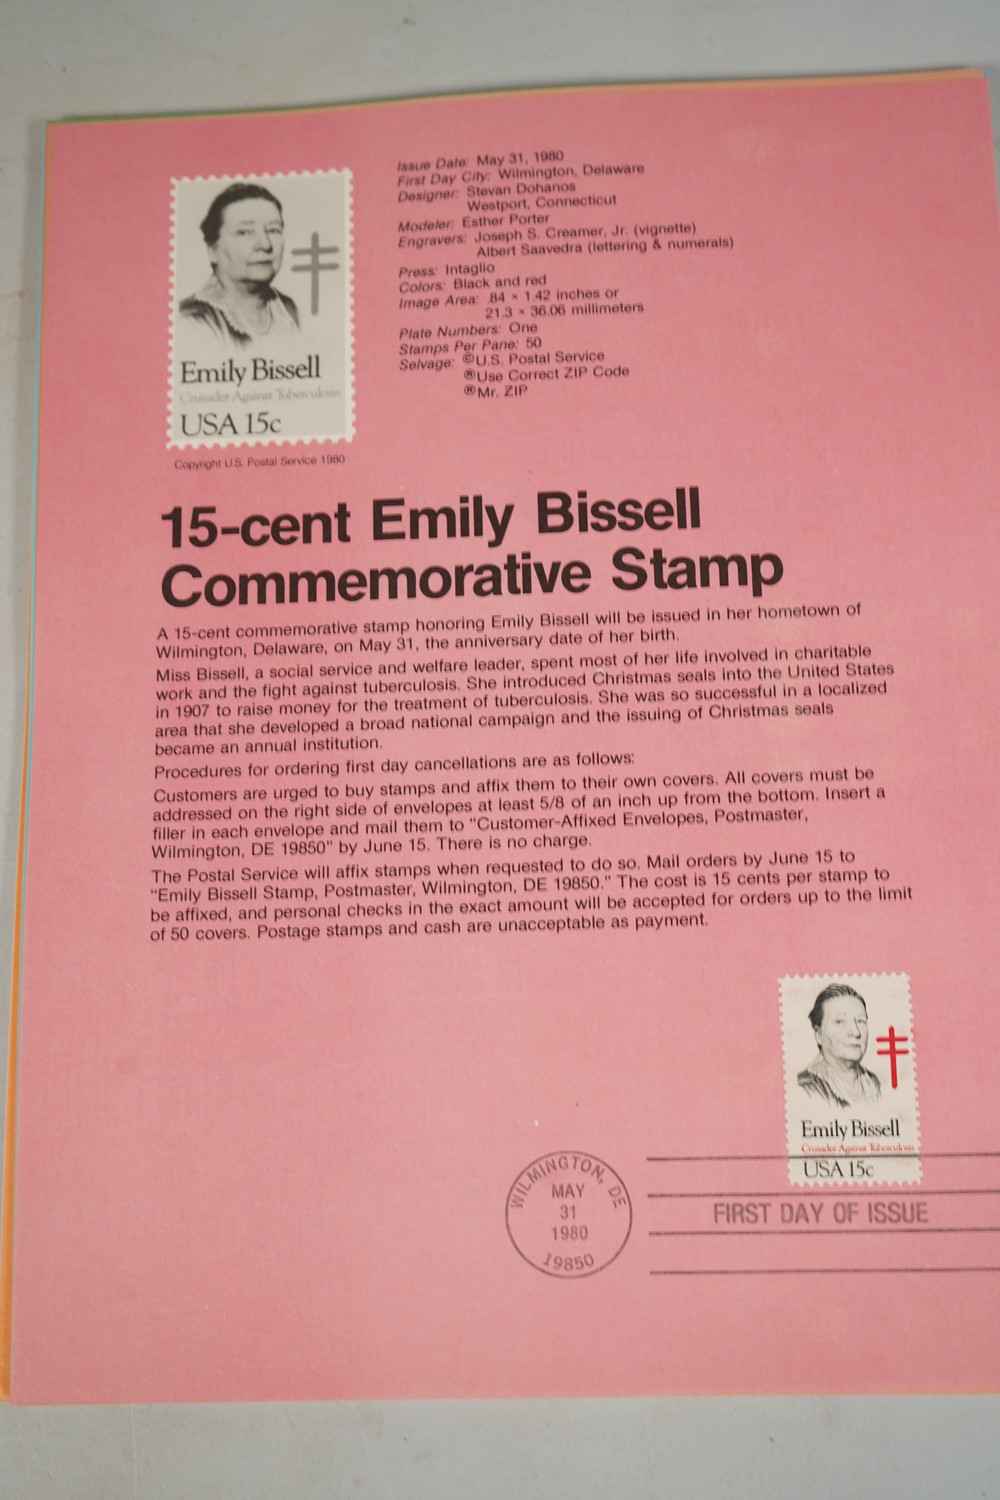 Issue Date: May 31, 1980
First Day City: Wilmington, Delaware
Designer: Stevan Dohanos
Westport, Connecticut
Modeler: Esther Porter
Engravers: Joseph S. Creamer, Jr. (vignette)
Albert Saavedra (lettering & numerals)
Press: Intaglio
Colors: Black and red
Image Area: .84 × 1.42 inches or
21.3 × 36.06 millimeters
Plate Numbers: One
Stamps Per Pane: 50
Selvage: ©U.S. Postal Service
®Use Correct ZIP Code
®Mr. ZIP
Emily Bissell
Crusader Against Tuberculosis
USA 15c
Copyright U.S. Postal Service 1980
15-cent Emily Bissell
Commemorative Stamp
A 15-cent commemorative stamp honoring Emily Bissell will be issued in her hometown of
Wilmington, Delaware, on May 31, the anniversary date of her birth.
Miss Bissell, a social service and welfare leader, spent most of her life involved in charitable
work and the fight against tuberculosis. She introduced Christmas seals into the United States
in 1907 to raise money for the treatment of tuberculosis. She was so successful in a localized
area that she developed a broad national campaign and the issuing of Christmas seals
became an annual institution.
Procedures for ordering first day cancellations are as follows:
Customers are urged to buy stamps and affix them to their own covers. All covers must be
addressed on the right side of envelopes at least 5/8 of an inch up from the bottom. Insert a
filler in each envelope and mail them to "Customer-Affixed Envelopes, Postmaster,
Wilmington, DE 19850" by June 15. There is no charge.
The Postal Service will affix stamps when requested to do so. Mail orders by June 15 to
"Emily Bissell Stamp, Postmaster, Wilmington, DE 19850." The cost is 15 cents per stamp to
be affixed, and personal checks in the exact amount will be accepted for orders up to the limit
of 50 covers. Postage stamps and cash are unacceptable as payment.
Emily Bissell
Crusader Against Tuberculosis
USA 15c
WILMINGTON, DE
MAY
31
1980
19850
FIRST DAY OF ISSUE